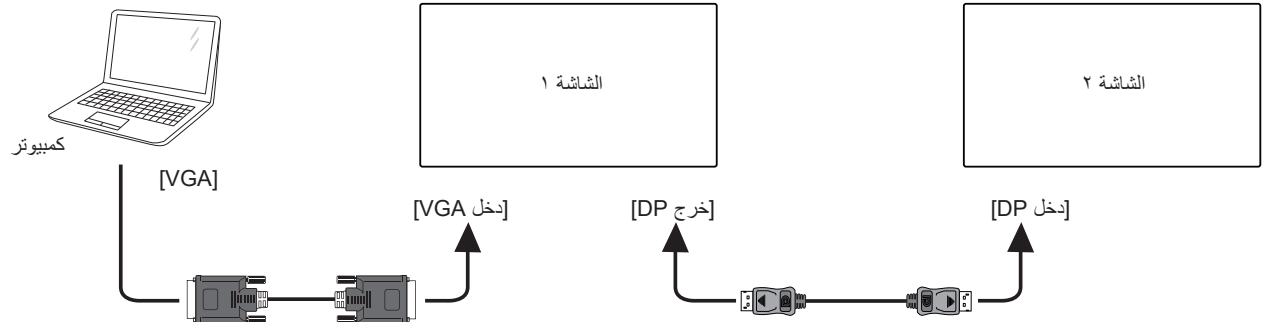 الشاشة ١
الشاشة ٢
كمبيوتر
[VGA]
[دخل VGA]
[خرج DP]
[دخل DP]